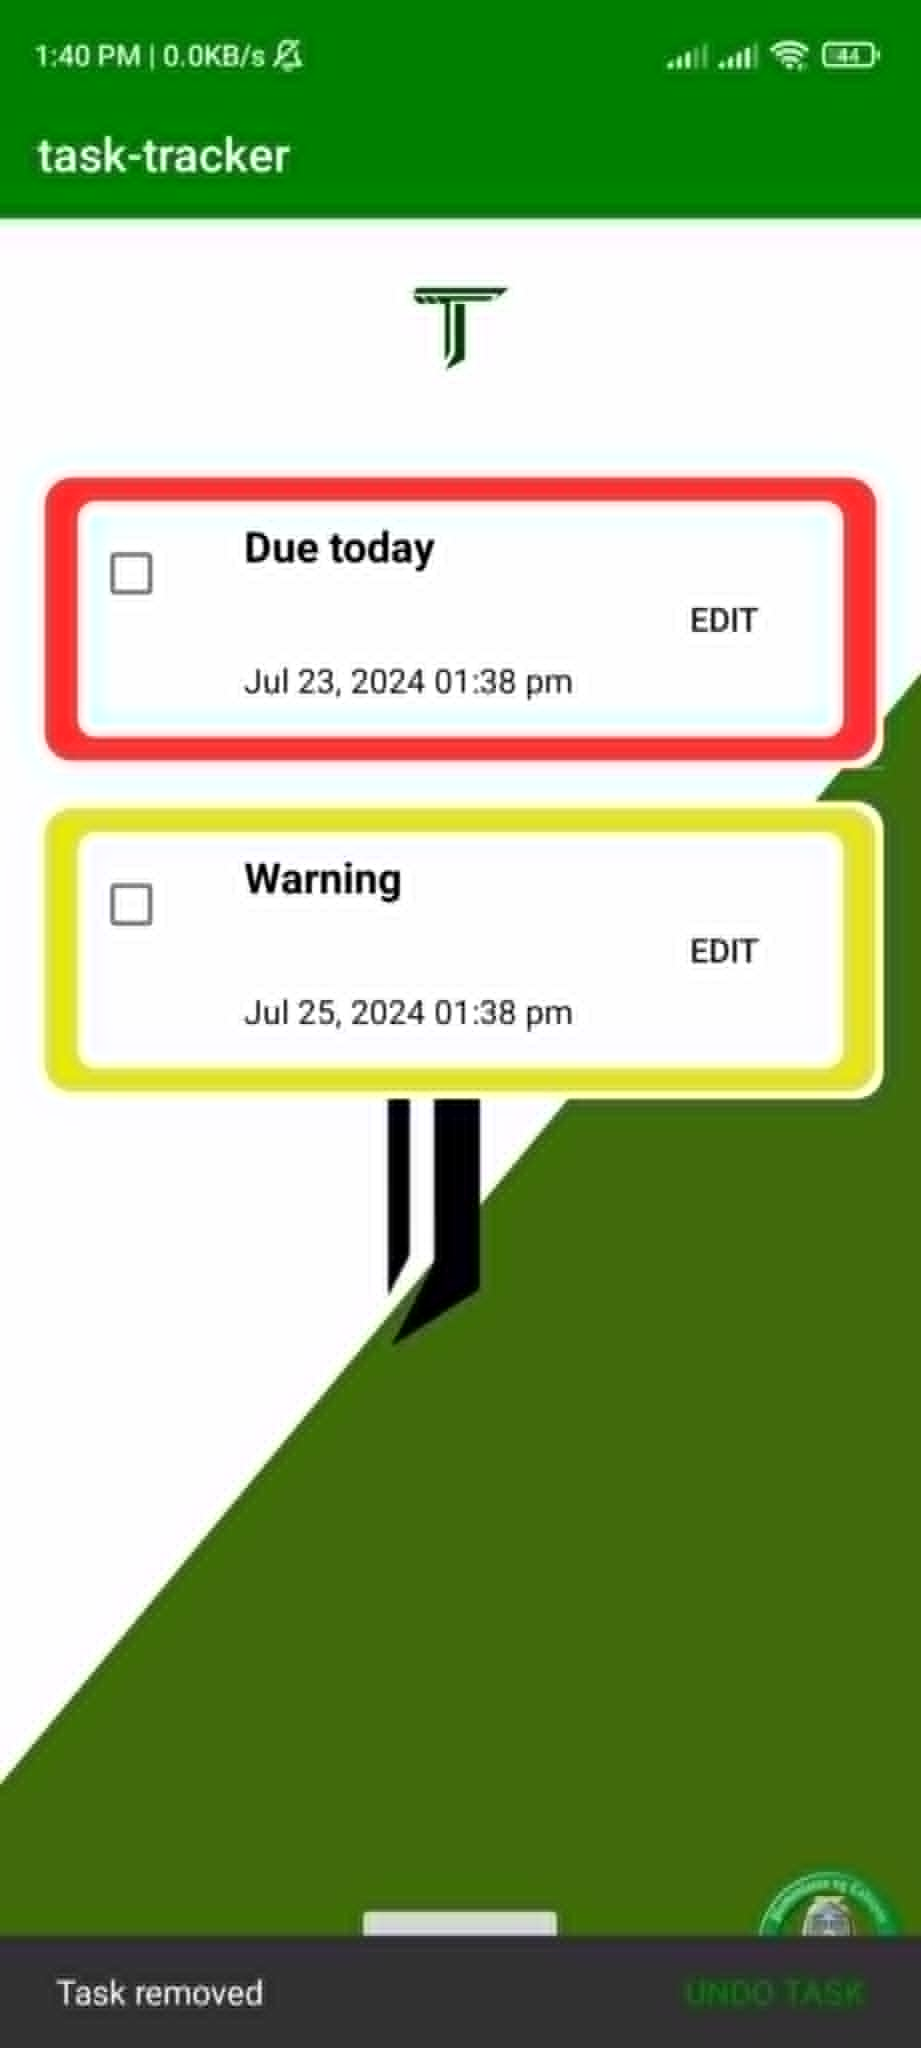 1:40 PM | 0.0KB/s
44
task-tracker
Due today
EDIT
Jul 23, 2024 01:38 pm
Warning
EDIT
Jul 25, 2024 01:38 pm
Task removed
UNDO TASK